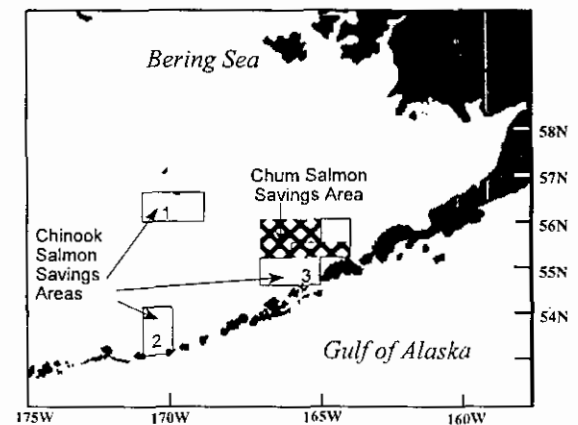 Bering Sea
58N
Chum Salmon
Savings Area
57N
1
56N
Chinook
Salmon
Savings
Areas
55N
3
54N
2
Gulf of Alaska
175W
170W
165W
160W